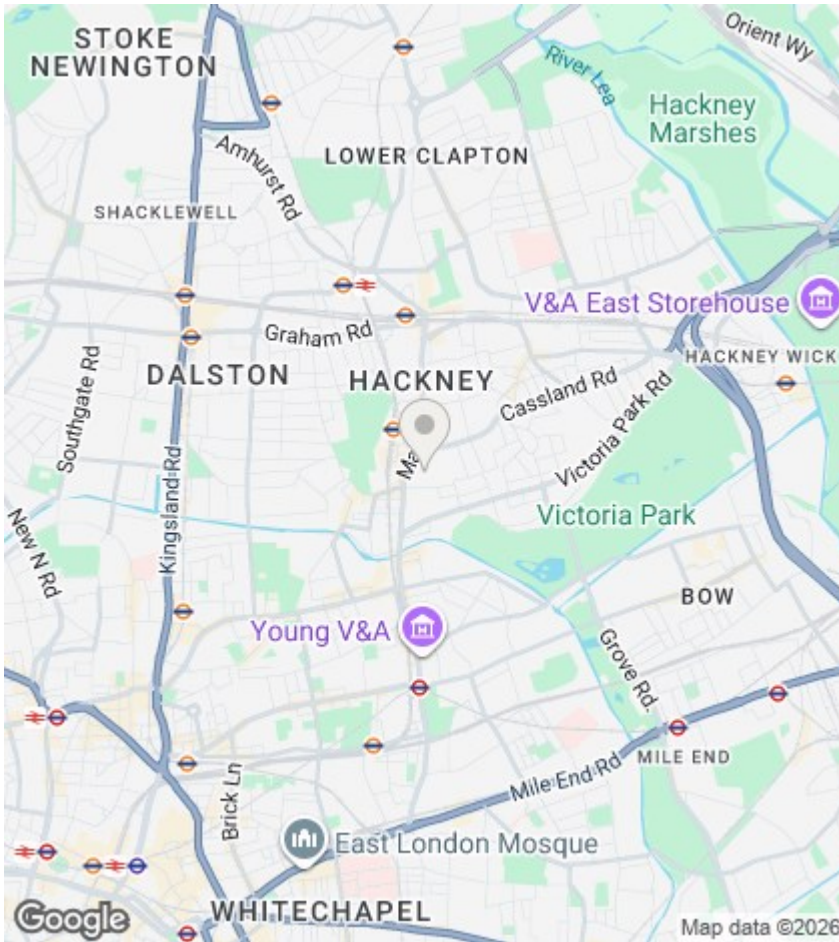 STOKE
NEWINGTON
Orient Wy
River Lea
Hackney
Marshes
Amhurst Rd
LOWER CLAPTON
SHACKLEWELL
V&A East Storehouse
Graham Rd
HACKNEY WICK
DALSTON
HACKNEY
Cassland Rd
Southgate Rd
Victoria Park Rd
Ma
Kingsland Rd
Victoria Park
New N Rd
BOW
Young V&A
Grove Rd.
MILE END
Mile End Rd
Brick Ln
East London Mosque
WHITECHAPEL
Google
Map data ©2026